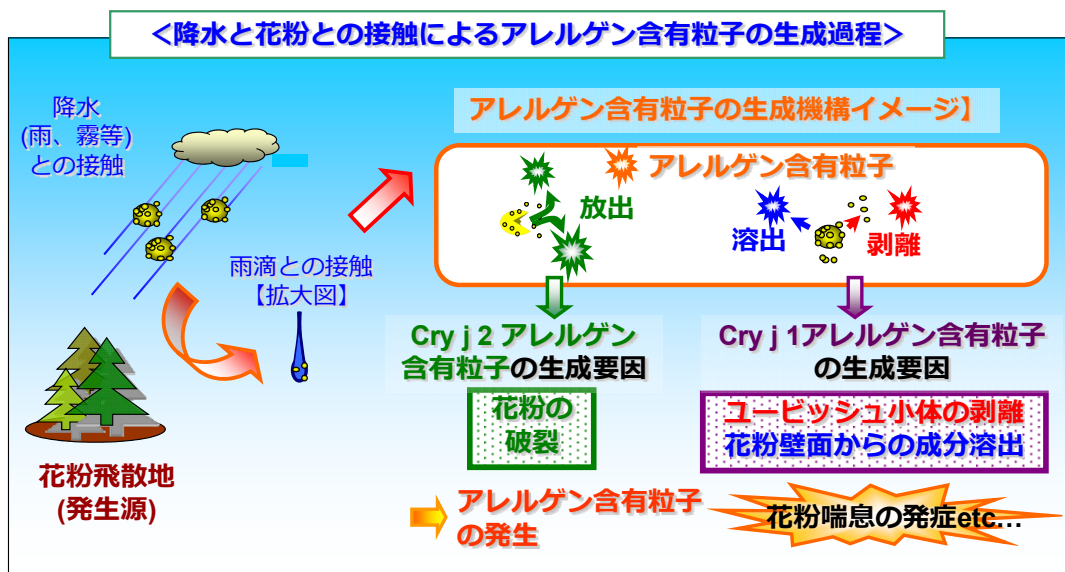 <降水と花粉との接触によるアレルゲン含有粒子の生成過程>
降水
(雨、霧等)
との接触
アレルゲン含有粒子の生成機構イメージ】
アレルゲン含有粒子
放出
溶出
剥離
雨滴との接触
【拡大図】
Cry j 2 アレルゲン
含有粒子の生成要因
花粉の
破裂
Cry j 1アレルゲン含有粒子
の生成要因
ユービッシュ小体の剥離
花粉壁面からの成分溶出
花粉飛散地
(発生源)
アレルゲン含有粒子
の発生
花粉喘息の発症etc…